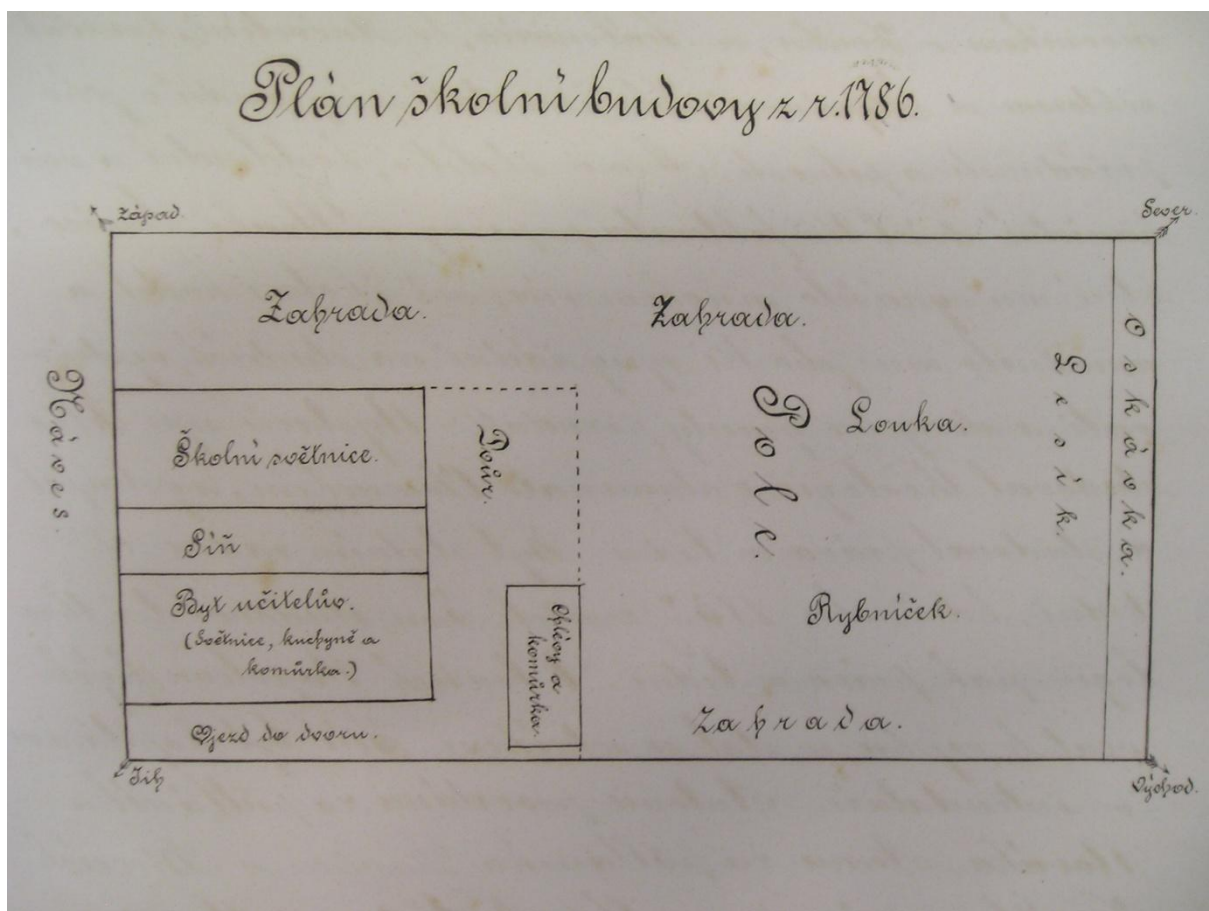 Plán školní budovy z r. 1786.
Západ.
Sever.
Zahrada.
Zahrada.
Náves.
Školní světnice.
Dvůr.
Pole.
Louka.
Lesík.
Oskávka.
Síň
Byt učitelův.
(Světnice, kuchyně a
komůrka.)
Chlévy a
komůrka.
Rybníček.
Vjezd do dvoru.
Zahrada.
Jih
Východ.